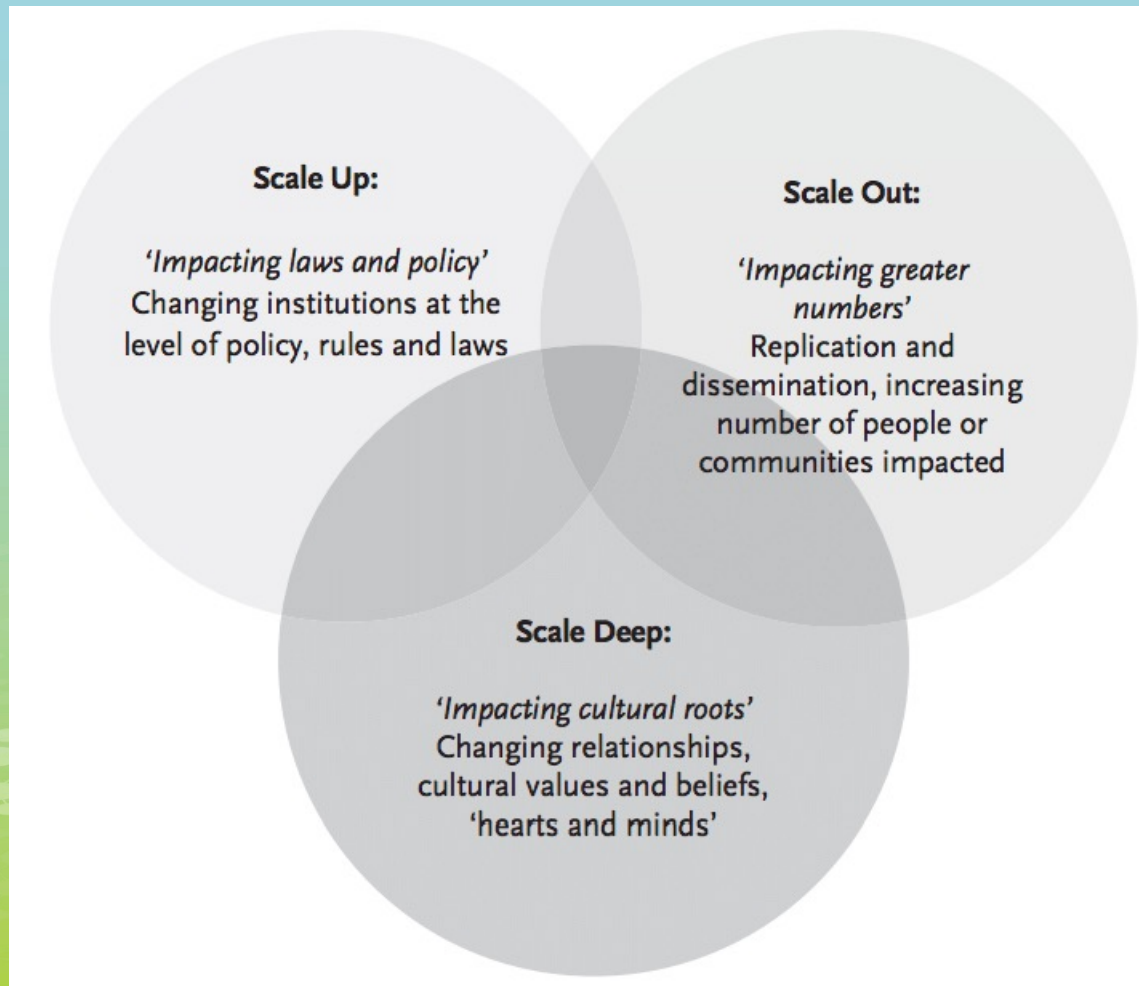 Scale Up:
‘Impacting laws and policy’
Changing institutions at the
level of policy, rules and laws
Scale Out:
‘Impacting greater
numbers’
Replication and
dissemination, increasing
number of people or
communities impacted
Scale Deep:
‘Impacting cultural roots’
Changing relationships,
cultural values and beliefs,
‘hearts and minds’